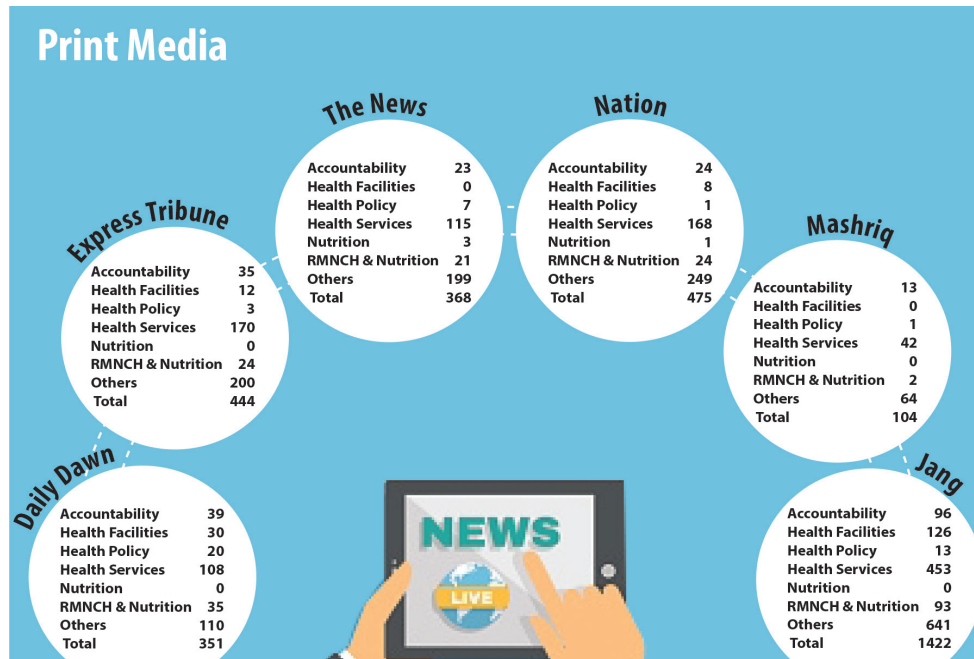 Print Media
The News
Accountability 23
Health Facilities 0
Health Policy 7
Health Services 115
Nutrition 3
RMNCH & Nutrition 21
Others 199
Total 368
Nation
Accountability 24
Health Facilities 8
Health Policy 1
Health Services 168
Nutrition 1
RMNCH & Nutrition 24
Others 249
Total 475
Express Tribune
Accountability 35
Health Facilities 12
Health Policy 3
Health Services 170
Nutrition 0
RMNCH & Nutrition 24
Others 200
Total 444
Mashriq
Accountability 13
Health Facilities 0
Health Policy 1
Health Services 42
Nutrition 0
RMNCH & Nutrition 2
Others 64
Total 104
Daily Dawn
Accountability 39
Health Facilities 30
Health Policy 20
Health Services 108
Nutrition 0
RMNCH & Nutrition 35
Others 110
Total 351
NEWS
LIVE
Jang
Accountability 96
Health Facilities 126
Health Policy 13
Health Services 453
Nutrition 0
RMNCH & Nutrition 93
Others 641
Total 1422